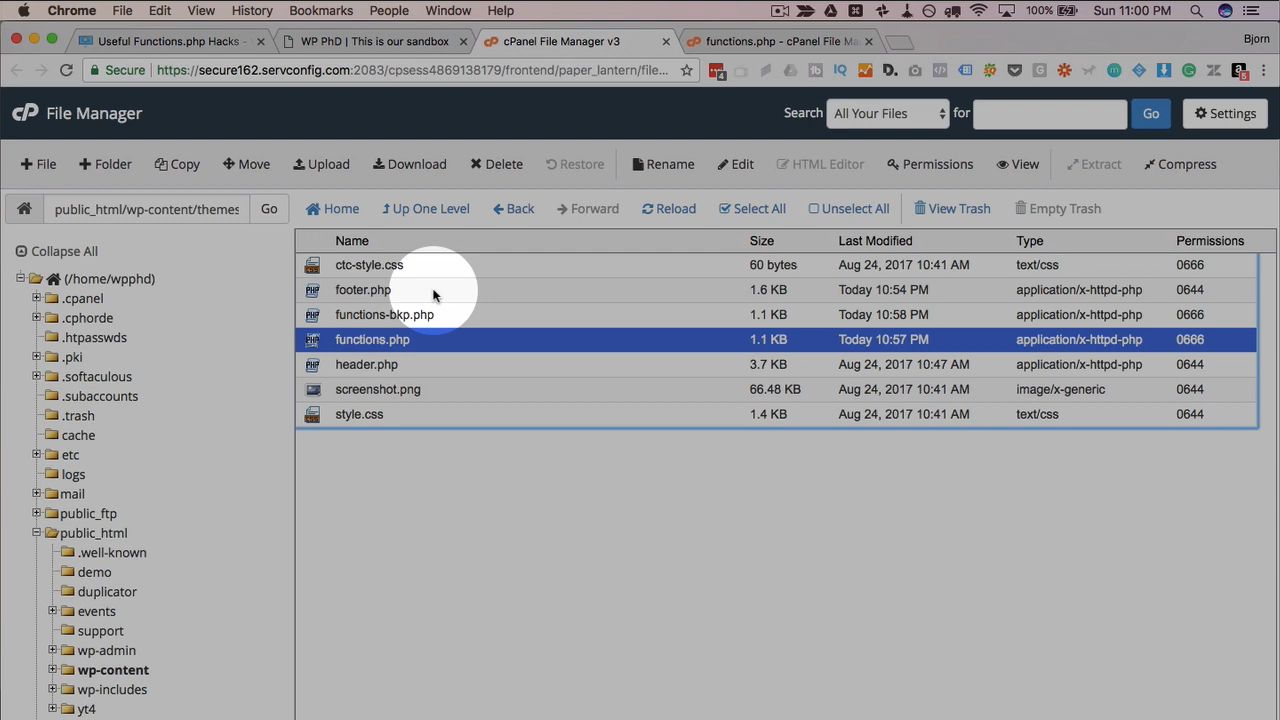 Chrome File Edit View History Bookmarks People Window Help 100% Sun 11:00 PM
Useful Functions.php Hacks - WP PhD | This is our sandbox cPanel File Manager v3 functions.php - cPanel File Ma Bjorn
Secure https://secure162.servconfig.com:2083/cpsess4869138179/frontend/paper_lantern/file...
cP File Manager Search All Your Files for Go Settings
File Folder Copy Move Upload Download Delete Restore Rename Edit HTML Editor Permissions View Extract Compress
public_html/wp-content/themes Go Home Up One Level Back Forward Reload Select All Unselect All View Trash Empty Trash
Collapse All
(/home/wpphd)
.cpanel
.cphorde
.htpasswds
.pki
.softaculous
.subaccounts
.trash
cache
etc
logs
mail
public_ftp
public_html
.well-known
demo
duplicator
events
support
wp-admin
wp-content
wp-includes
yt4
Name Size Last Modified Type Permissions
ctc-style.css 60 bytes Aug 24, 2017 10:41 AM text/css 0666
footer.php 1.6 KB Today 10:54 PM application/x-httpd-php 0644
functions-bkp.php 1.1 KB Today 10:58 PM application/x-httpd-php 0666
functions.php 1.1 KB Today 10:57 PM application/x-httpd-php 0666
header.php 3.7 KB Aug 24, 2017 10:47 AM application/x-httpd-php 0644
screenshot.png 66.48 KB Aug 24, 2017 10:41 AM image/x-generic 0644
style.css 1.4 KB Aug 24, 2017 10:41 AM text/css 0644